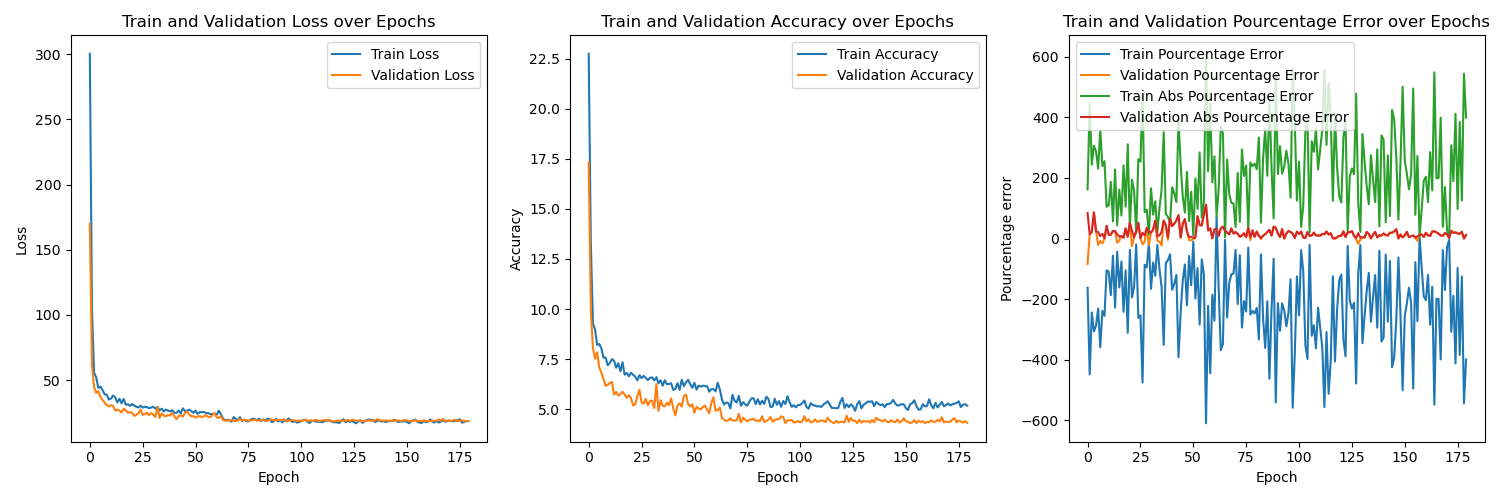 Train and Validation Loss over Epochs
300
250
200
150
100
50
0
25
50
75
100
125
150
175
Loss
Epoch
Train Loss
Validation Loss
Train and Validation Accuracy over Epochs
22.5
20.0
17.5
15.0
12.5
10.0
7.5
5.0
0
25
50
75
100
125
150
175
Accuracy
Epoch
Train Accuracy
Validation Accuracy
Train and Validation Pourcentage Error over Epochs
600
400
200
0
−200
−400
−600
0
25
50
75
100
125
150
175
Pourcentage error
Epoch
Train Pourcentage Error
Validation Pourcentage Error
Train Abs Pourcentage Error
Validation Abs Pourcentage Error